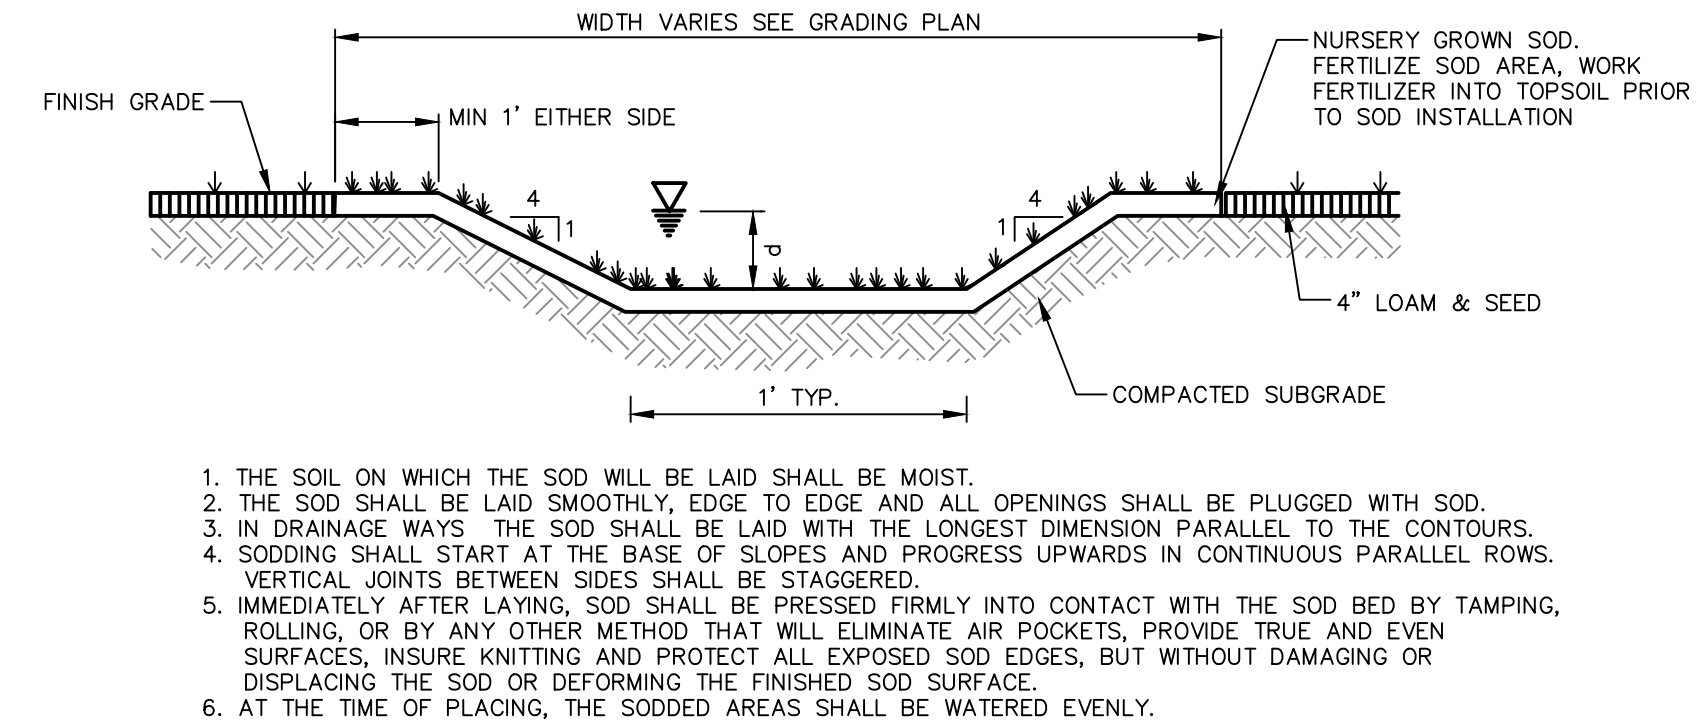 WIDTH VARIES SEE GRADING PLAN
NURSERY GROWN SOD.
FERTILIZE SOD AREA, WORK
FERTILIZER INTO TOPSOIL PRIOR
TO SOD INSTALLATION
FINISH GRADE
MIN 1' EITHER SIDE
4
1
d
4
1
4" LOAM & SEED
COMPACTED SUBGRADE
1' TYP.
1. THE SOIL ON WHICH THE SOD WILL BE LAID SHALL BE MOIST.
2. THE SOD SHALL BE LAID SMOOTHLY, EDGE TO EDGE AND ALL OPENINGS SHALL BE PLUGGED WITH SOD.
3. IN DRAINAGE WAYS THE SOD SHALL BE LAID WITH THE LONGEST DIMENSION PARALLEL TO THE CONTOURS.
4. SODDING SHALL START AT THE BASE OF SLOPES AND PROGRESS UPWARDS IN CONTINUOUS PARALLEL ROWS.
VERTICAL JOINTS BETWEEN SIDES SHALL BE STAGGERED.
5. IMMEDIATELY AFTER LAYING, SOD SHALL BE PRESSED FIRMLY INTO CONTACT WITH THE SOD BED BY TAMPING,
ROLLING, OR BY ANY OTHER METHOD THAT WILL ELIMINATE AIR POCKETS, PROVIDE TRUE AND EVEN
SURFACES, INSURE KNITTING AND PROTECT ALL EXPOSED SOD EDGES, BUT WITHOUT DAMAGING OR
DISPLACING THE SOD OR DEFORMING THE FINISHED SOD SURFACE.
6. AT THE TIME OF PLACING, THE SODDED AREAS SHALL BE WATERED EVENLY.